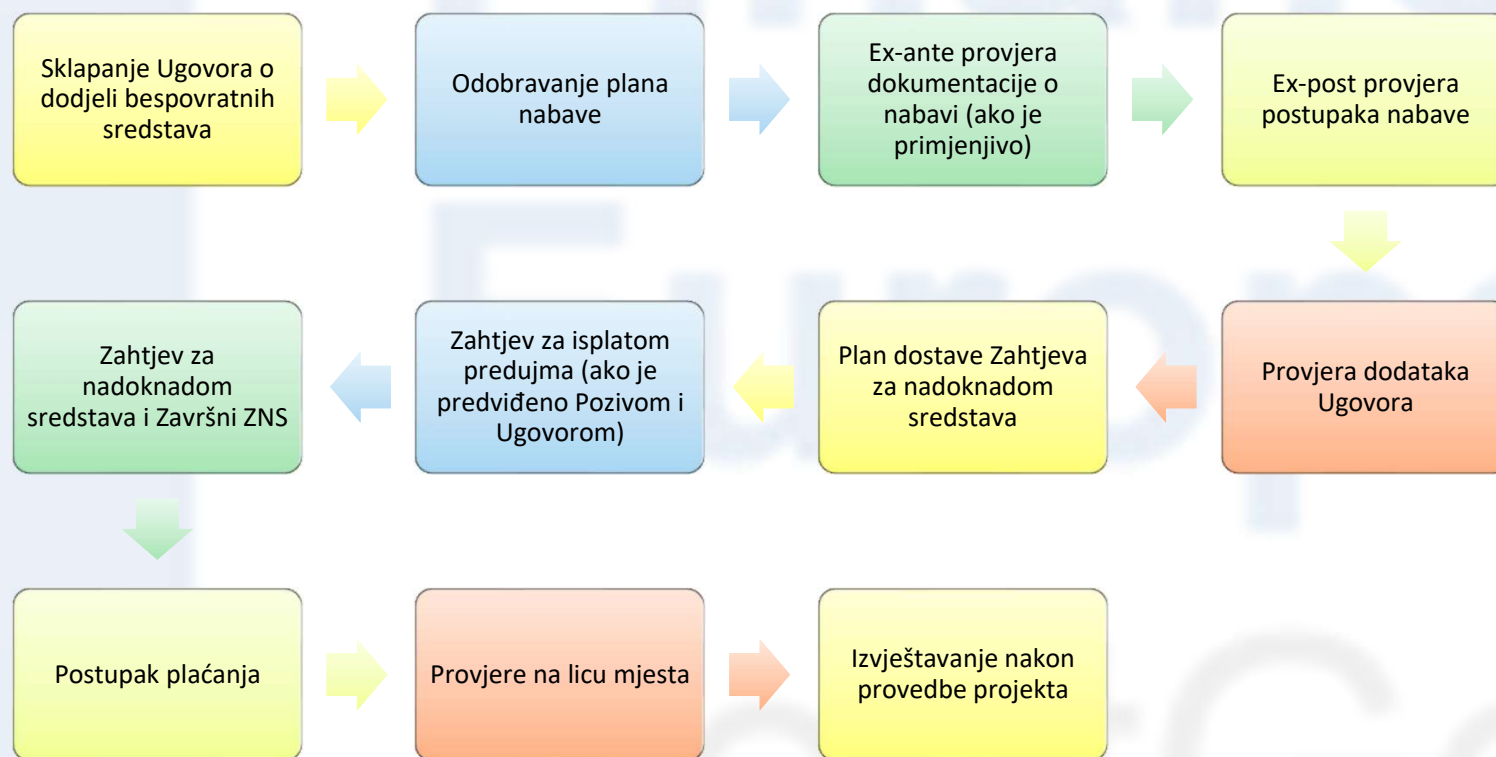 Sklapanje Ugovora o
dodjeli bespovratnih
sredstava
Odobravanje plana
nabave
Ex-ante provjera
dokumentacije o
nabavi (ako je
primjenjivo)
Ex-post provjera
postupaka nabave
Provjera dodataka
Ugovora
Plan dostave Zahtjeva
za nadoknadom
sredstava
Zahtjev za isplatom
predujma (ako je
predviđeno Pozivom i
Ugovorom)
Zahtjev za
nadoknadom
sredstava i Završni ZNS
Postupak plaćanja
Provjere na licu mjesta
Izvještavanje nakon
provedbe projekta